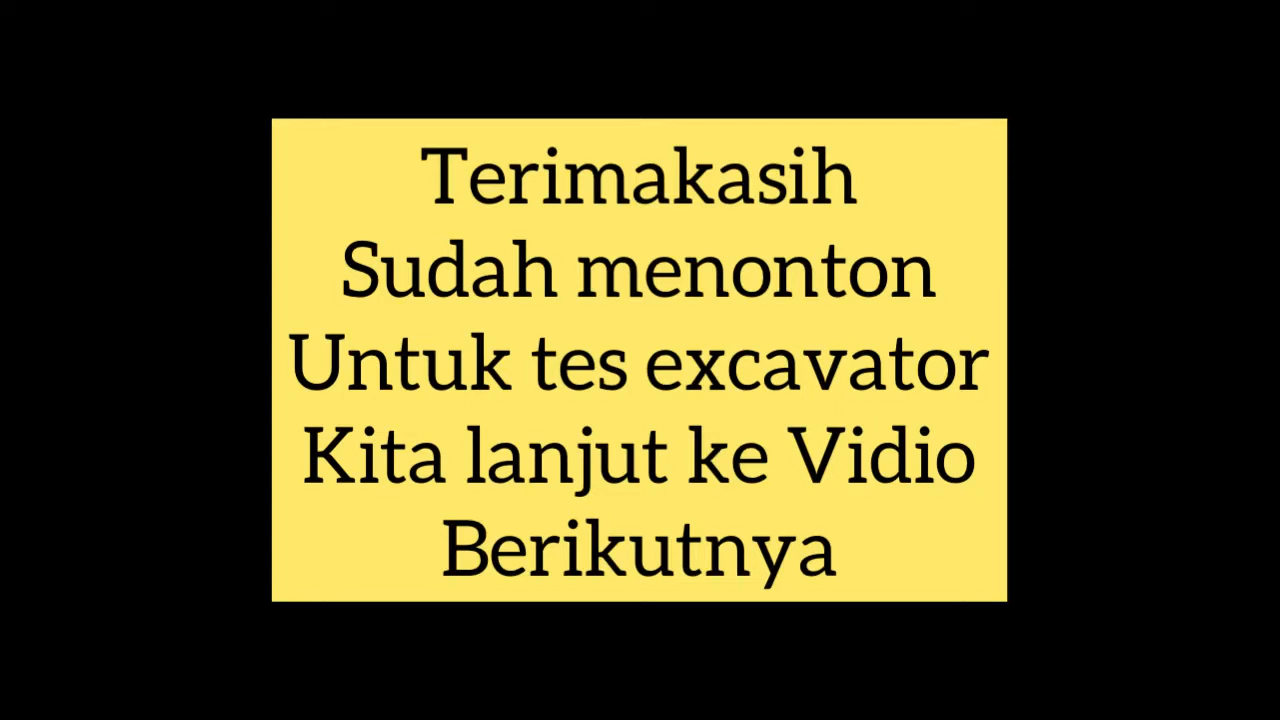 Terimakasih
Sudah menonton
Untuk tes excavator
Kita lanjut ke Vidio
Berikutnya